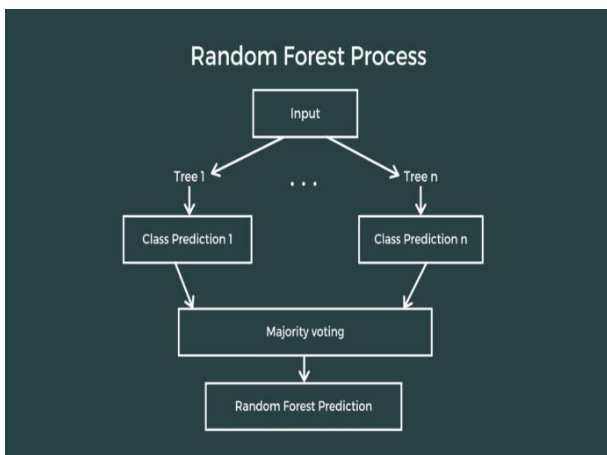 Random Forest Process
Input
Tree 1
. . .
Tree n
Class Prediction 1
Class Prediction n
Majority voting
Random Forest Prediction